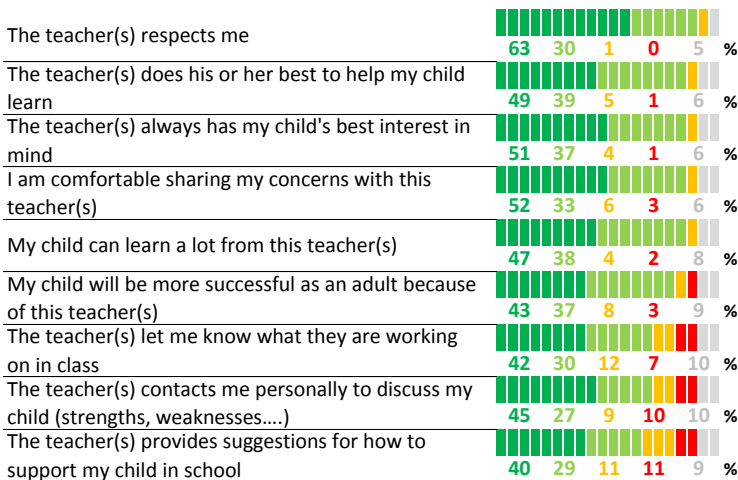 The teacher(s) respects me
63 30 1 0 5 %
The teacher(s) does his or her best to help my child
learn
49 39 5 1 6 %
The teacher(s) always has my child's best interest in
mind
51 37 4 1 6 %
I am comfortable sharing my concerns with this
teacher(s)
52 33 6 3 6 %
My child can learn a lot from this teacher(s)
47 38 4 2 8 %
My child will be more successful as an adult because
of this teacher(s)
43 37 8 3 9 %
The teacher(s) let me know what they are working
on in class
42 30 12 7 10 %
The teacher(s) contacts me personally to discuss my
child (strengths, weaknesses….)
45 27 9 10 10 %
The teacher(s) provides suggestions for how to
support my child in school
40 29 11 11 9 %